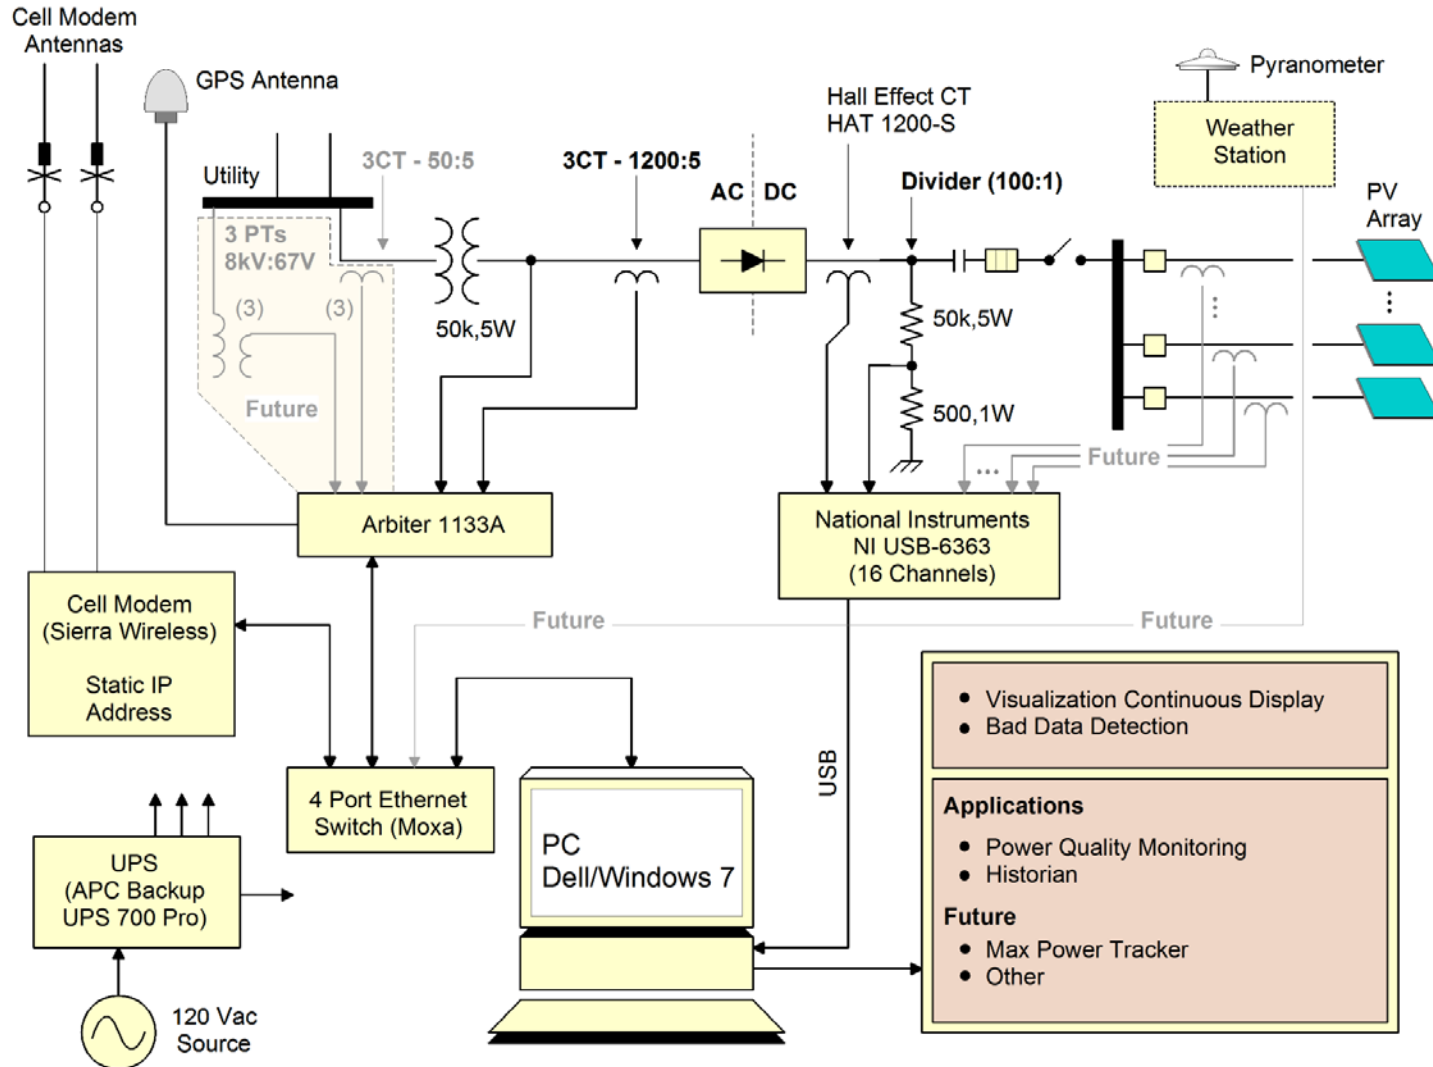 Cell Modem
Antennas
GPS Antenna
Utility
3CT - 50:5
3CT - 1200:5
AC
DC
Hall Effect CT
HAT 1200-S
Divider (100:1)
Pyranometer
Weather
Station
PV
Array
3 PTs
8kV:67V
(3)
(3)
Future
50k,5W
50k,5W
500,1W
...
...
...
Future
Arbiter 1133A
National Instruments
NI USB-6363
(16 Channels)
Cell Modem
(Sierra Wireless)
Static IP
Address
Future
Future
USB
4 Port Ethernet
Switch (Moxa)
PC
Dell/Windows 7
UPS
(APC Backup
UPS 700 Pro)
120 Vac
Source
● Visualization Continuous Display
● Bad Data Detection
Applications
● Power Quality Monitoring
● Historian
Future
● Max Power Tracker
● Other